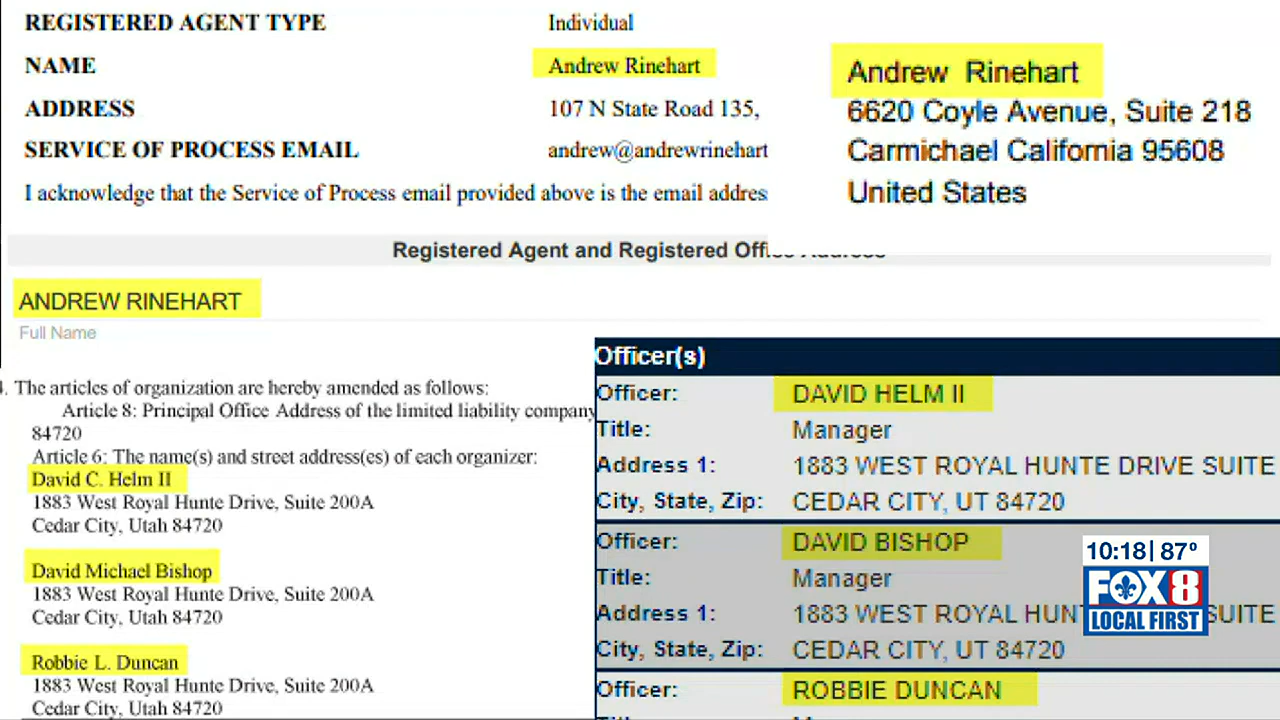 REGISTERED AGENT TYPE Individual
NAME Andrew Rinehart
ADDRESS 107 N State Road 135,
SERVICE OF PROCESS EMAIL andrew@andrewrinehart
I acknowledge that the Service of Process email provided above is the email addres
Andrew Rinehart
6620 Coyle Avenue, Suite 218
Carmichael California 95608
United States
Registered Agent and Registered Office Address
ANDREW RINEHART
Full Name
4. The articles of organization are hereby amended as follows:
Article 8: Principal Office Address of the limited liability company
84720
Article 6: The name(s) and street address(es) of each organizer:
David C. Helm II
1883 West Royal Hunte Drive, Suite 200A
Cedar City, Utah 84720
David Michael Bishop
1883 West Royal Hunte Drive, Suite 200A
Cedar City, Utah 84720
Robbie L. Duncan
1883 West Royal Hunte Drive, Suite 200A
Cedar City, Utah 84720
Officer(s)
Officer: DAVID HELM II
Title: Manager
Address 1: 1883 WEST ROYAL HUNTE DRIVE SUITE
City, State, Zip: CEDAR CITY, UT 84720
Officer: DAVID BISHOP
Title: Manager
Address 1: 1883 WEST ROYAL HUNT SUITE
City, State, Zip: CEDAR CITY, UT 84720
Officer: ROBBIE DUNCAN
10:18 | 87º
FOX 8
LOCAL FIRST